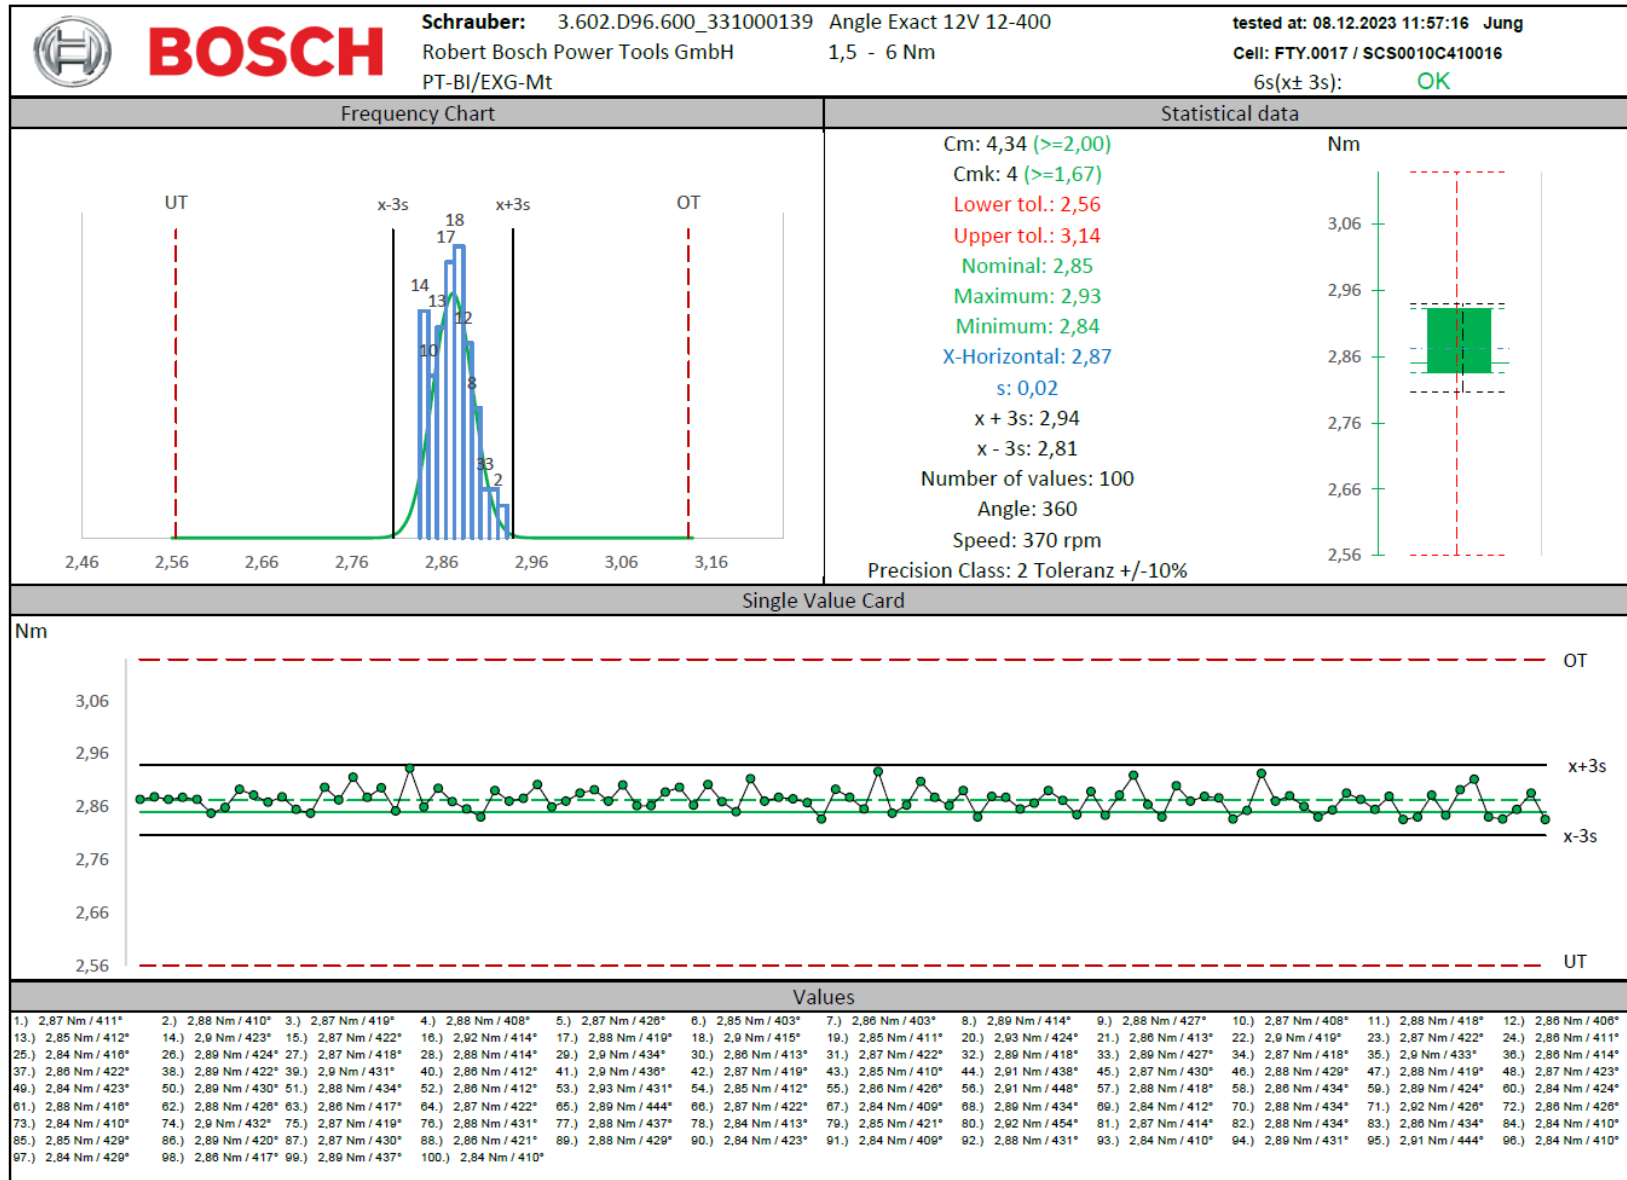 BOSCH
Schrauber: 3.602.D96.600_331000139 Angle Exact 12V 12-400
Robert Bosch Power Tools GmbH 1,5 - 6 Nm
PT-BI/EXG-Mt
tested at: 08.12.2023 11:57:16 Jung
Cell: FTY.0017 / SCS0010C410016
6s(x± 3s): OK
Frequency Chart
UT x-3s x+3s OT
18
17
14
13
12
10
8
33
2
2,46 2,56 2,66 2,76 2,86 2,96 3,06 3,16
Statistical data
Cm: 4,34 (>=2,00)
Cmk: 4 (>=1,67)
Lower tol.: 2,56
Upper tol.: 3,14
Nominal: 2,85
Maximum: 2,93
Minimum: 2,84
X-Horizontal: 2,87
s: 0,02
x + 3s: 2,94
x - 3s: 2,81
Number of values: 100
Angle: 360
Speed: 370 rpm
Precision Class: 2 Toleranz +/-10%
Nm
3,06
2,96
2,86
2,76
2,66
2,56
Single Value Card
Nm
OT
3,06
2,96
x+3s
2,86
x-3s
2,76
2,66
2,56
UT
Values
1.) 2,87 Nm / 411° 2.) 2,88 Nm / 410° 3.) 2,87 Nm / 419° 4.) 2,88 Nm / 408° 5.) 2,87 Nm / 426° 6.) 2,85 Nm / 403° 7.) 2,86 Nm / 403° 8.) 2,89 Nm / 414° 9.) 2,88 Nm / 427° 10.) 2,87 Nm / 408° 11.) 2,88 Nm / 418° 12.) 2,86 Nm / 406°
13.) 2,85 Nm / 412° 14.) 2,9 Nm / 423° 15.) 2,87 Nm / 422° 16.) 2,92 Nm / 414° 17.) 2,88 Nm / 419° 18.) 2,9 Nm / 415° 19.) 2,85 Nm / 411° 20.) 2,93 Nm / 424° 21.) 2,86 Nm / 413° 22.) 2,9 Nm / 419° 23.) 2,87 Nm / 422° 24.) 2,86 Nm / 411°
25.) 2,84 Nm / 416° 26.) 2,89 Nm / 424° 27.) 2,87 Nm / 418° 28.) 2,88 Nm / 414° 29.) 2,9 Nm / 434° 30.) 2,86 Nm / 413° 31.) 2,87 Nm / 422° 32.) 2,89 Nm / 418° 33.) 2,89 Nm / 427° 34.) 2,87 Nm / 418° 35.) 2,9 Nm / 433° 36.) 2,86 Nm / 414°
37.) 2,86 Nm / 422° 38.) 2,89 Nm / 422° 39.) 2,9 Nm / 431° 40.) 2,86 Nm / 412° 41.) 2,9 Nm / 436° 42.) 2,87 Nm / 419° 43.) 2,85 Nm / 410° 44.) 2,91 Nm / 438° 45.) 2,87 Nm / 430° 46.) 2,88 Nm / 429° 47.) 2,88 Nm / 419° 48.) 2,87 Nm / 423°
49.) 2,84 Nm / 423° 50.) 2,89 Nm / 430° 51.) 2,88 Nm / 434° 52.) 2,86 Nm / 412° 53.) 2,93 Nm / 431° 54.) 2,85 Nm / 412° 55.) 2,86 Nm / 426° 56.) 2,91 Nm / 448° 57.) 2,88 Nm / 418° 58.) 2,86 Nm / 434° 59.) 2,89 Nm / 424° 60.) 2,84 Nm / 424°
61.) 2,88 Nm / 416° 62.) 2,88 Nm / 426° 63.) 2,86 Nm / 417° 64.) 2,87 Nm / 422° 65.) 2,89 Nm / 444° 66.) 2,87 Nm / 422° 67.) 2,84 Nm / 409° 68.) 2,89 Nm / 434° 69.) 2,84 Nm / 412° 70.) 2,88 Nm / 434° 71.) 2,92 Nm / 426° 72.) 2,86 Nm / 426°
73.) 2,84 Nm / 410° 74.) 2,9 Nm / 432° 75.) 2,87 Nm / 419° 76.) 2,88 Nm / 431° 77.) 2,88 Nm / 437° 78.) 2,84 Nm / 413° 79.) 2,85 Nm / 421° 80.) 2,92 Nm / 454° 81.) 2,87 Nm / 414° 82.) 2,88 Nm / 434° 83.) 2,86 Nm / 434° 84.) 2,84 Nm / 410°
85.) 2,85 Nm / 429° 86.) 2,89 Nm / 420° 87.) 2,87 Nm / 430° 88.) 2,86 Nm / 421° 89.) 2,88 Nm / 429° 90.) 2,84 Nm / 423° 91.) 2,84 Nm / 409° 92.) 2,88 Nm / 431° 93.) 2,84 Nm / 410° 94.) 2,89 Nm / 431° 95.) 2,91 Nm / 444° 96.) 2,84 Nm / 410°
97.) 2,84 Nm / 429° 98.) 2,86 Nm / 417° 99.) 2,89 Nm / 437° 100.) 2,84 Nm / 410°